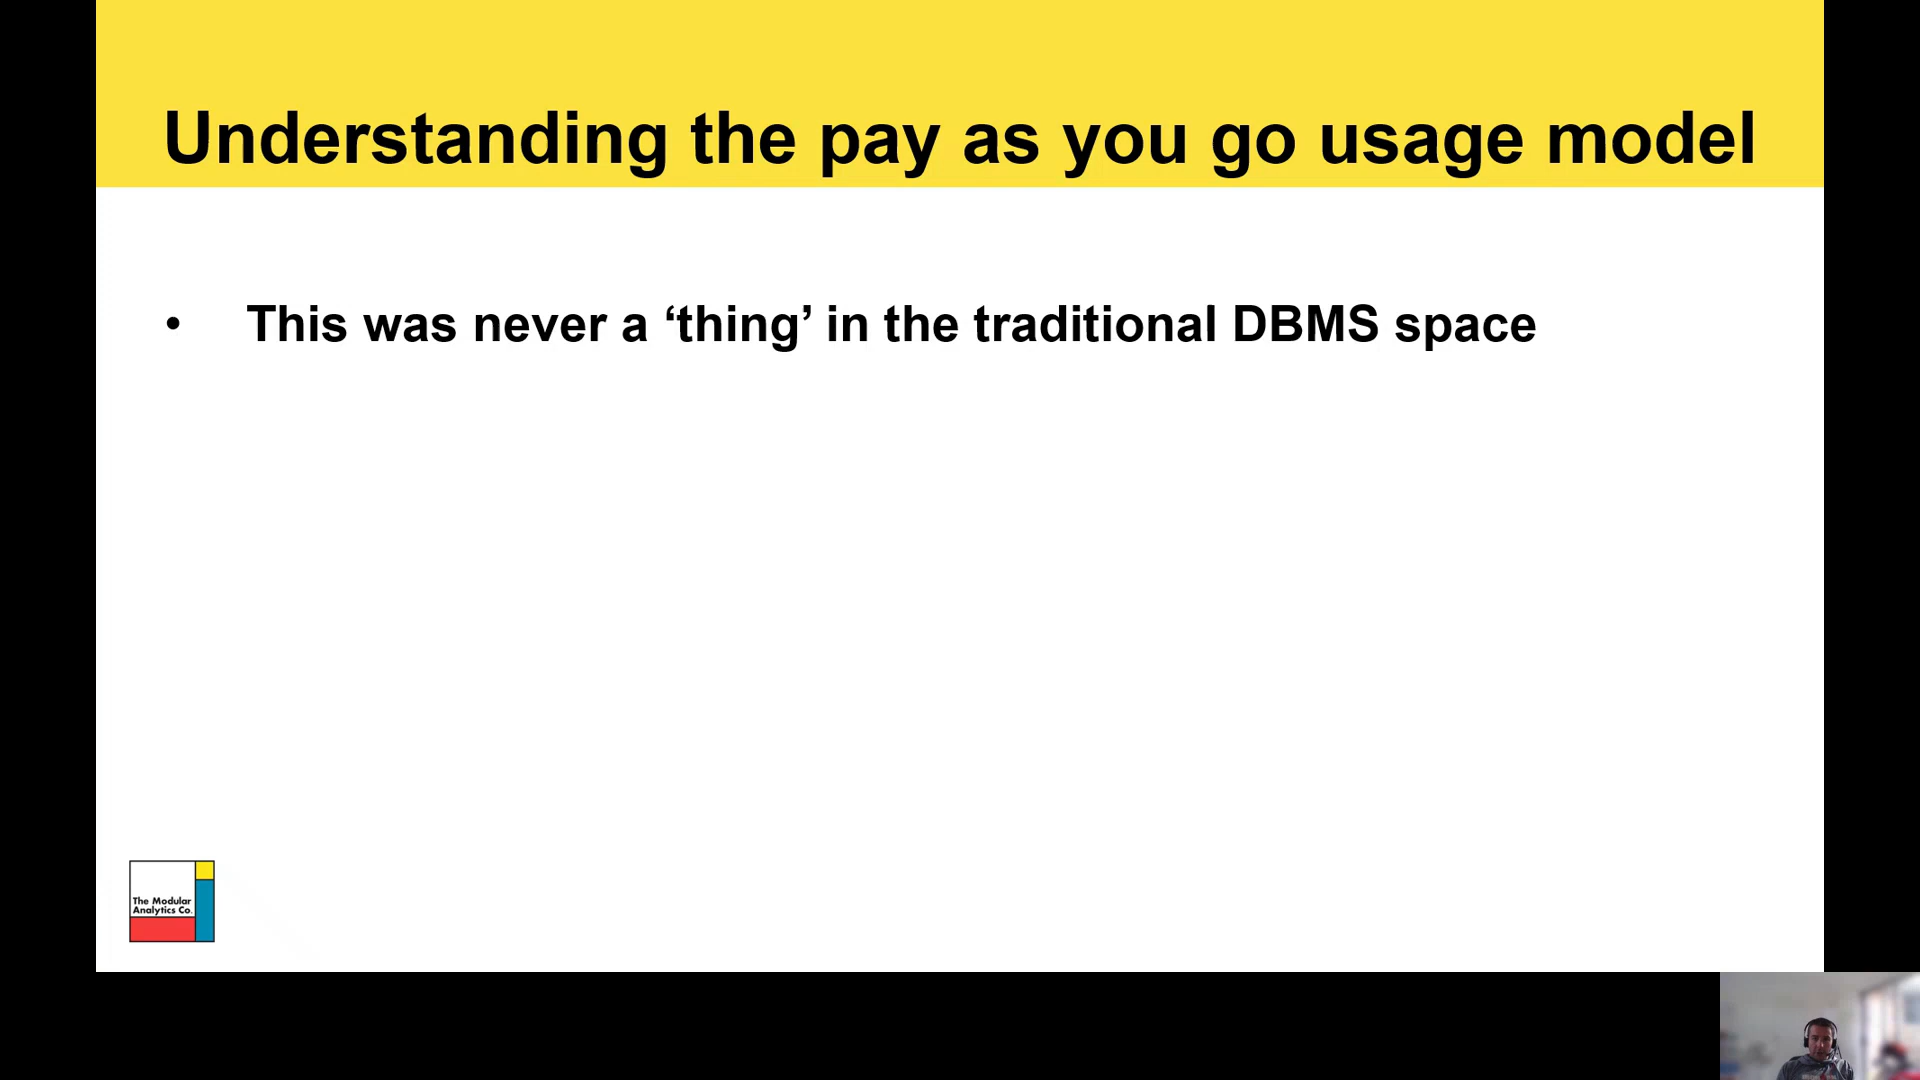 Understanding the pay as you go usage model
• This was never a ‘thing’ in the traditional DBMS space
The Modular
Analytics Co.